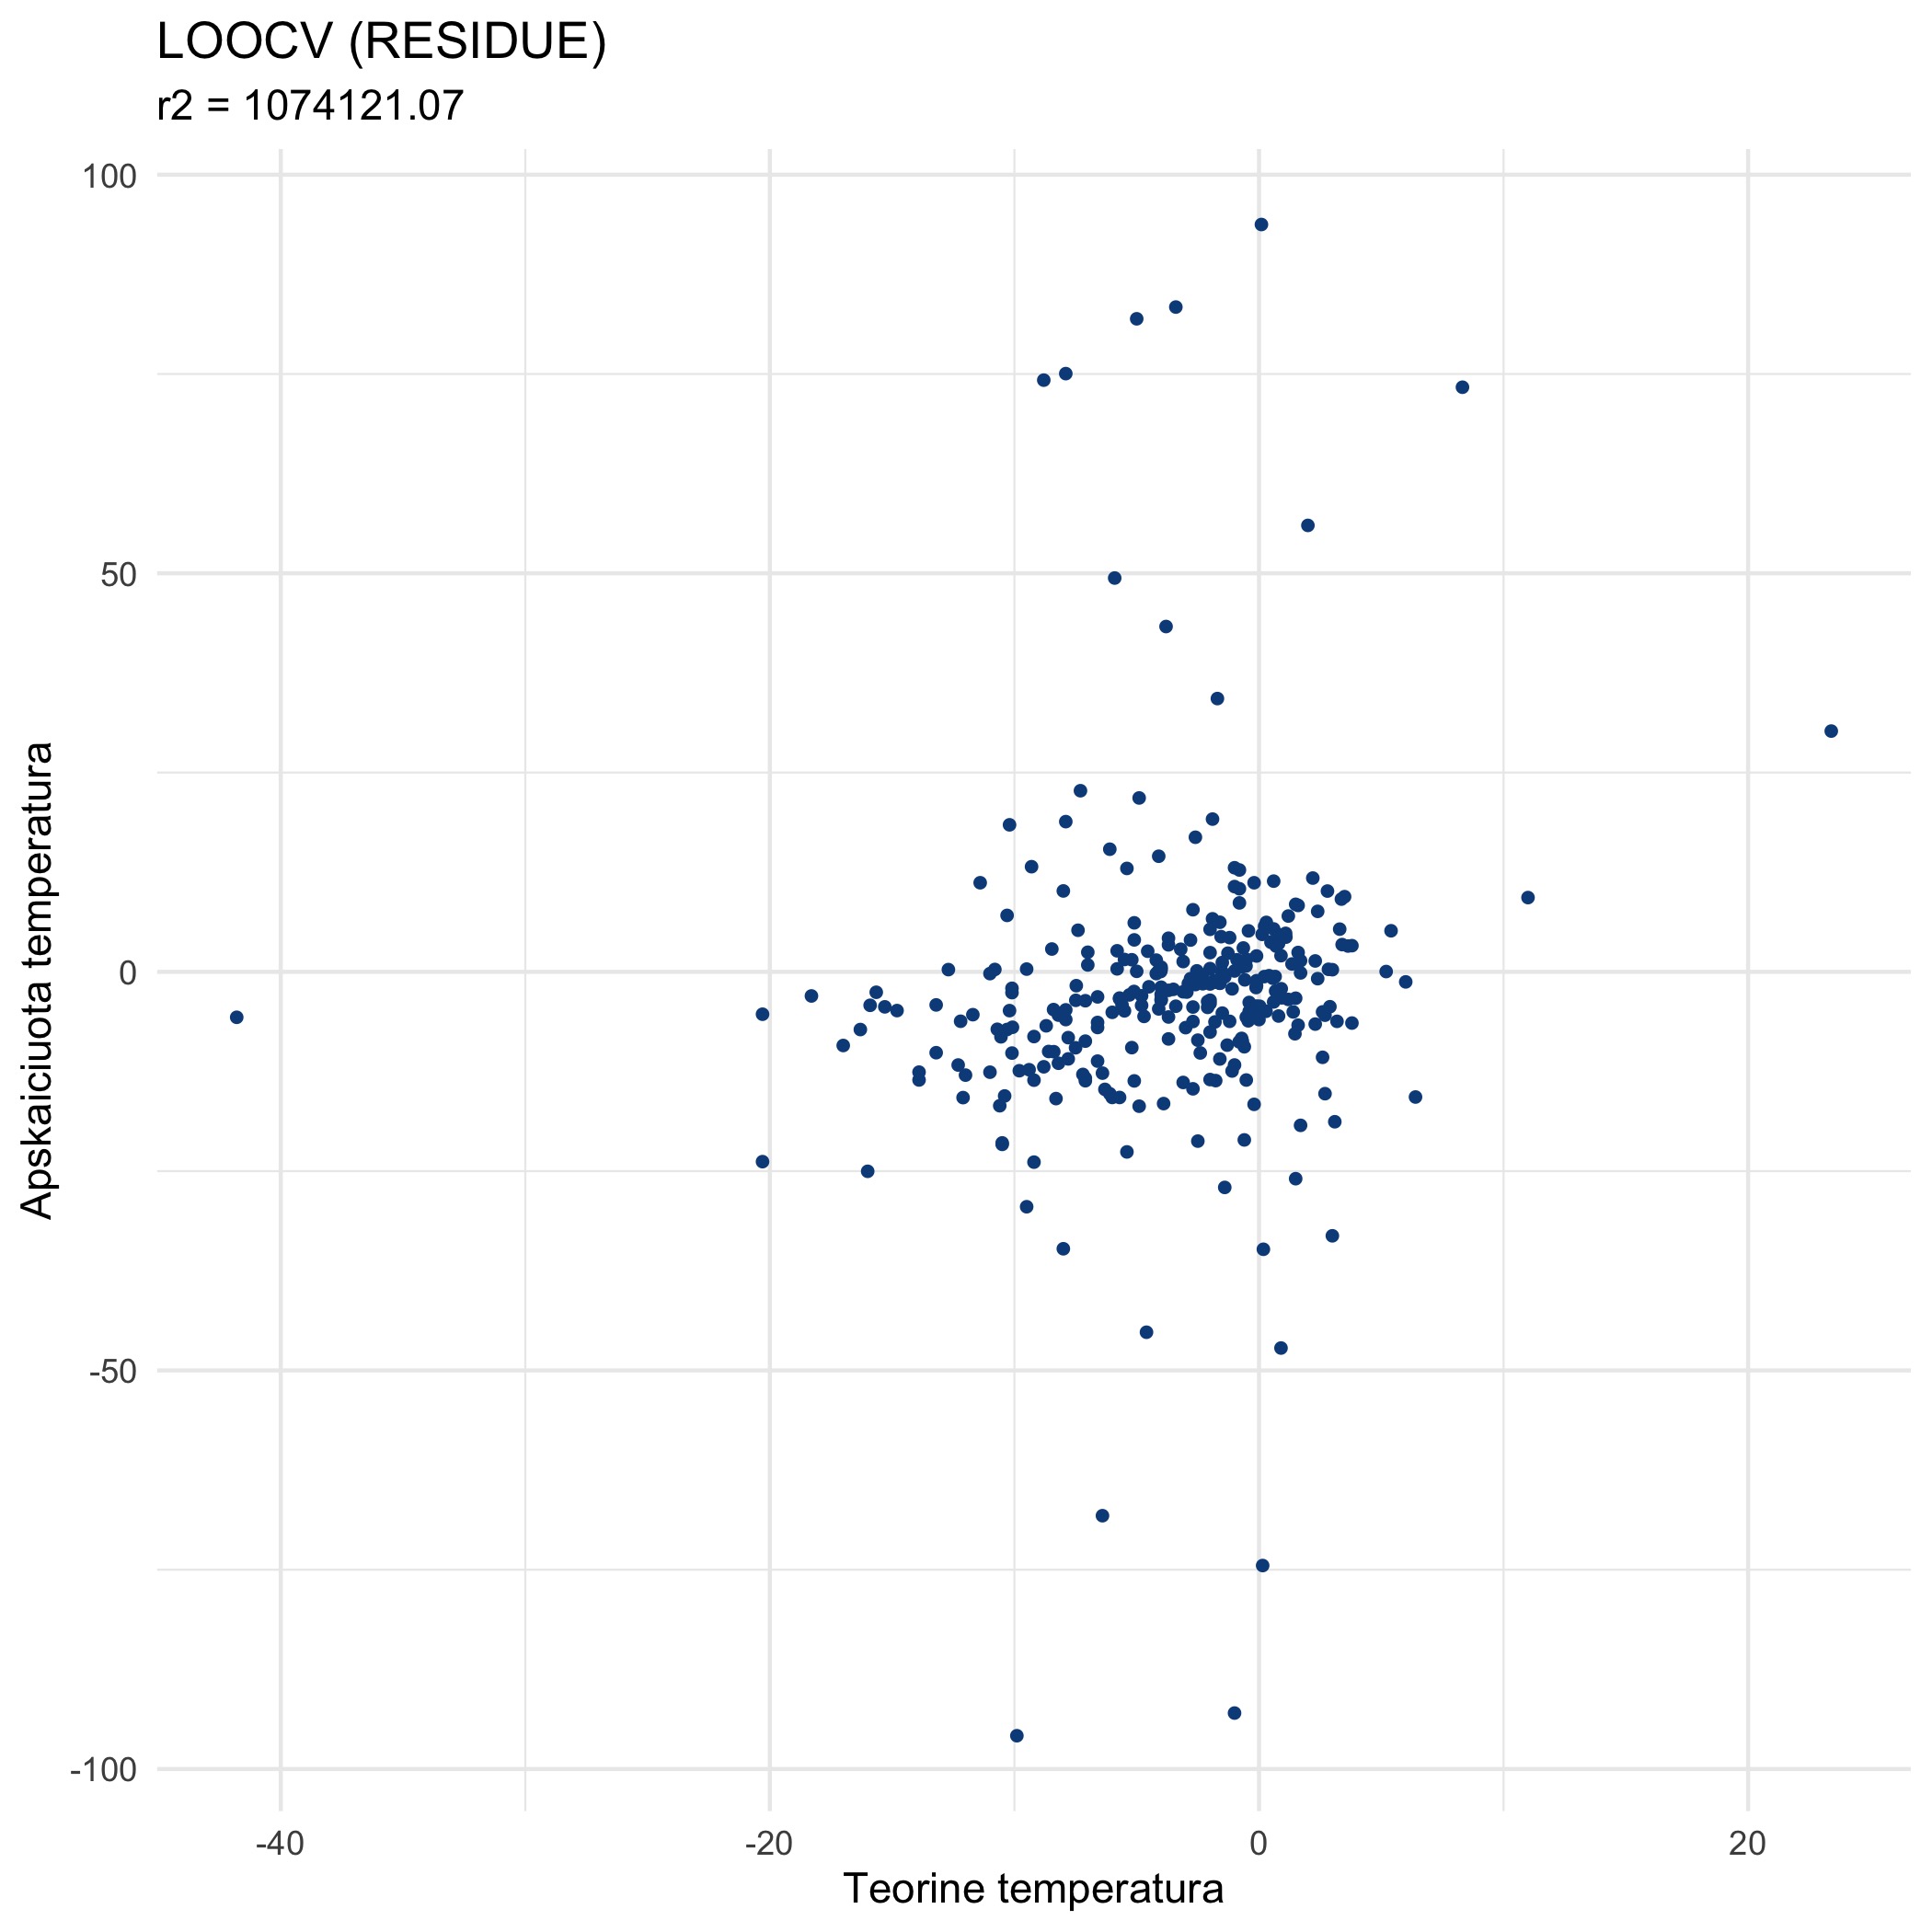 LOOCV (RESIDUE)
r2 = 1074121.07
100
50
0
-50
-100
Apskaiciuota temperatura
-40
-20
0
20
Teorine temperatura